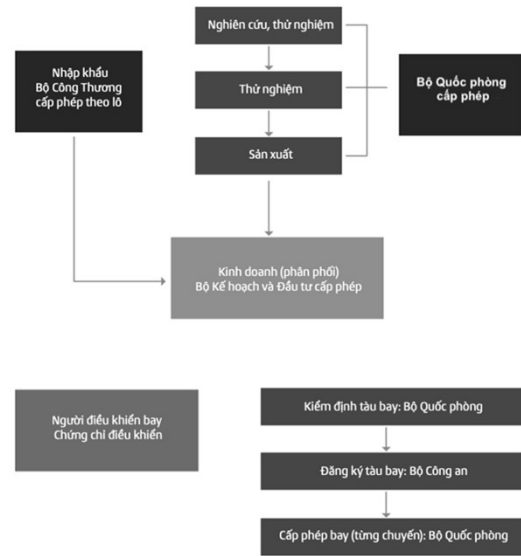 Nghiên cứu, thử nghiệm
Nhập khẩu
Bộ Công Thương
cấp phép theo lô
Thử nghiệm
Bộ Quốc phòng
cấp phép
Sản xuất
Kinh doanh (phân phối)
Bộ Kế hoạch và Đầu tư cấp phép
Người điều khiển bay
Chứng chỉ điều khiển
Kiểm định tàu bay: Bộ Quốc phòng
Đăng ký tàu bay: Bộ Công an
Cấp phép bay (từng chuyến): Bộ Quốc phòng